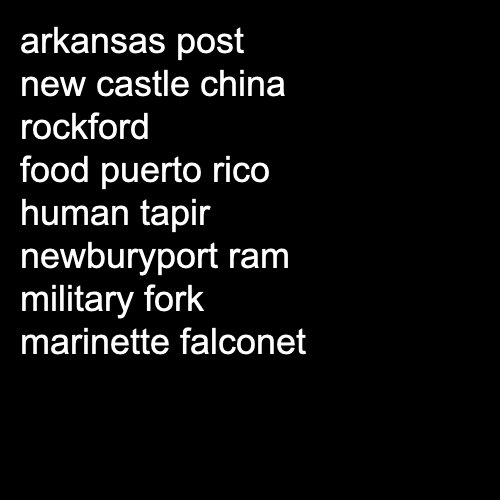 arkansas post
new castle china
rockford
food puerto rico
human tapir
newburyport ram
military fork
marinette falconet